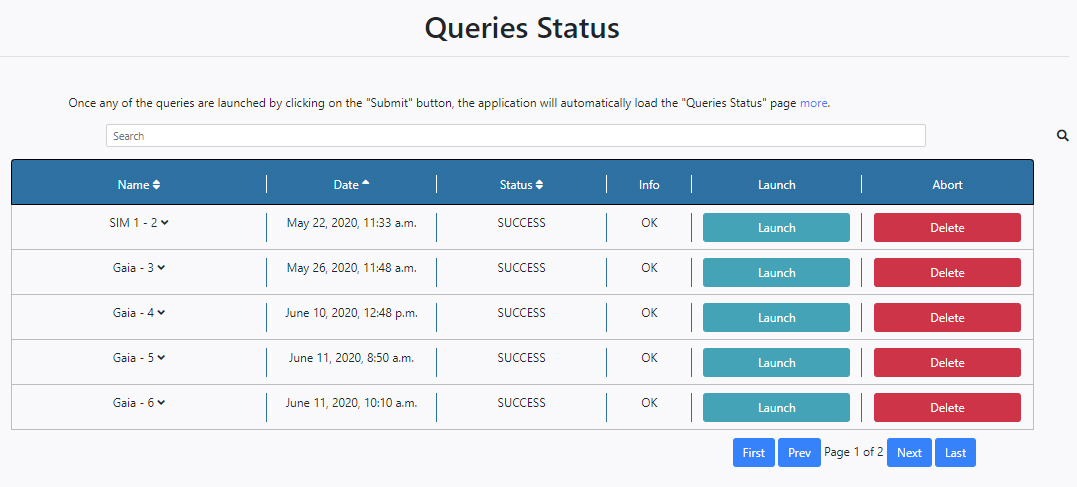 Queries Status
Once any of the queries are launched by clicking on the "Submit" button, the application will automatically load the "Queries Status" page more.
Search
Name Date Status Info Launch Abort
SIM 1 - 2 May 22, 2020, 11:33 a.m. SUCCESS OK Launch Delete
Gaia - 3 May 26, 2020, 11:48 a.m. SUCCESS OK Launch Delete
Gaia - 4 June 10, 2020, 12:48 p.m. SUCCESS OK Launch Delete
Gaia - 5 June 11, 2020, 8:50 a.m. SUCCESS OK Launch Delete
Gaia - 6 June 11, 2020, 10:10 a.m. SUCCESS OK Launch Delete
First Prev Page 1 of 2 Next Last